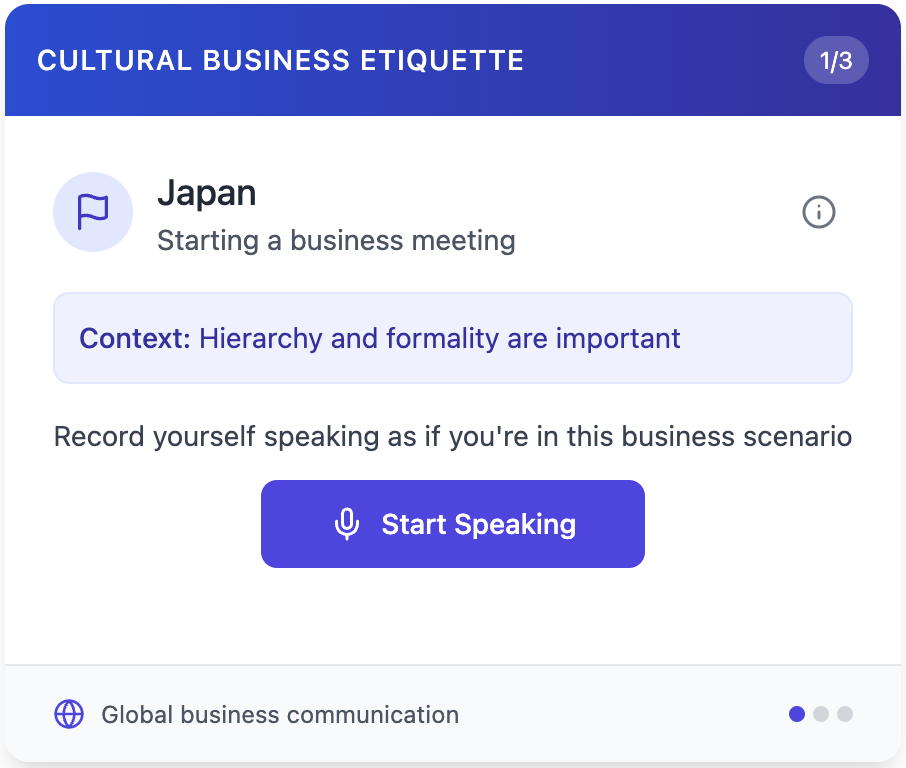 CULTURAL BUSINESS ETIQUETTE
1/3
Japan
Starting a business meeting
Context: Hierarchy and formality are important
Record yourself speaking as if you're in this business scenario
Start Speaking
Global business communication